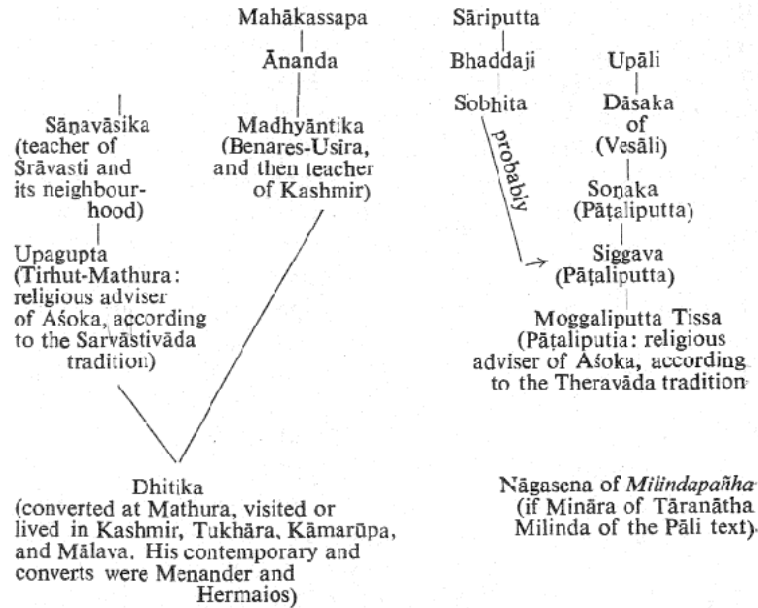 Mahākassapa
Ānanda
Sāṇavāsika
(teacher of
Śrāvasti and
its neighbour-
hood)
Madhyāntika
(Benares-Usira,
and then teacher
of Kashmir)
Upagupta
(Tirhut-Mathura:
religious adviser
of Aśoka, according
to the Sarvāstivāda
tradition)
Dhitika
(converted at Mathura, visited or
lived in Kashmir, Tukhāra, Kāmarūpa,
and Mālava. His contemporary and
converts were Menander and
Hermaios)
Sāriputta
Bhaddaji
Sobhita
probably
Upāli
Dāsaka
of
(Vesāli)
Soṇaka
(Pāṭaliputta)
Siggava
(Pāṭaliputta)
Moggaliputta Tissa
(Pāṭaliputia: religious
adviser of Aśoka, according
to the Theravāda tradition
Nāgasena of Milindapañha
(if Mināra of Tāranātha
Milinda of the Pāli text).